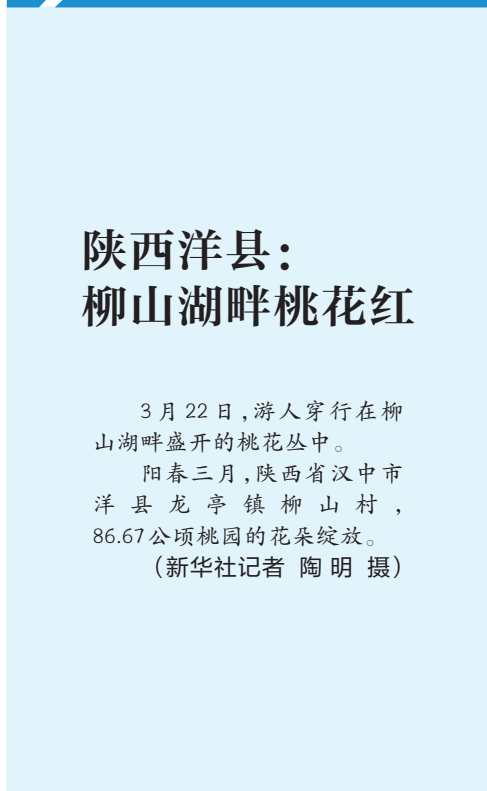 陕西洋县：
柳山湖畔桃花红
3月22日，游人穿行在柳
山湖畔盛开的桃花丛中。
阳春三月，陕西省汉中市
洋县龙亭镇柳山村，
86.67公顷桃园的花朵绽放。
（新华社记者 陶明 摄）